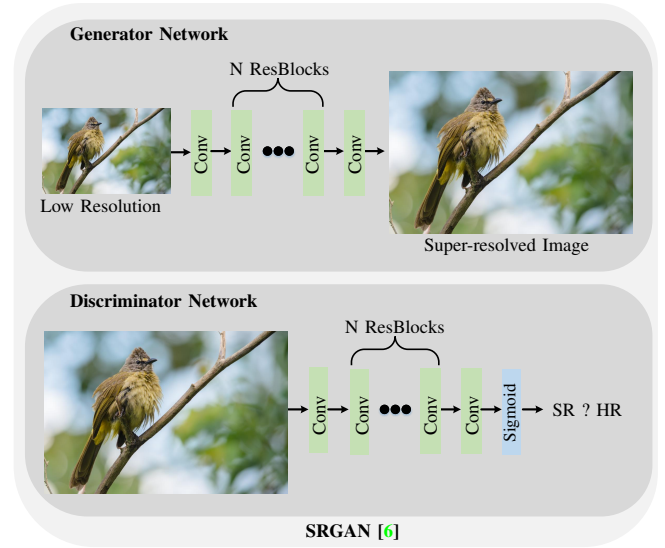 Generator Network
N ResBlocks
Conv
Conv
Conv
Conv
Low Resolution
Super-resolved Image
Discriminator Network
N ResBlocks
Conv
Conv
Conv
Conv
Sigmoid
SR ? HR
SRGAN [6]